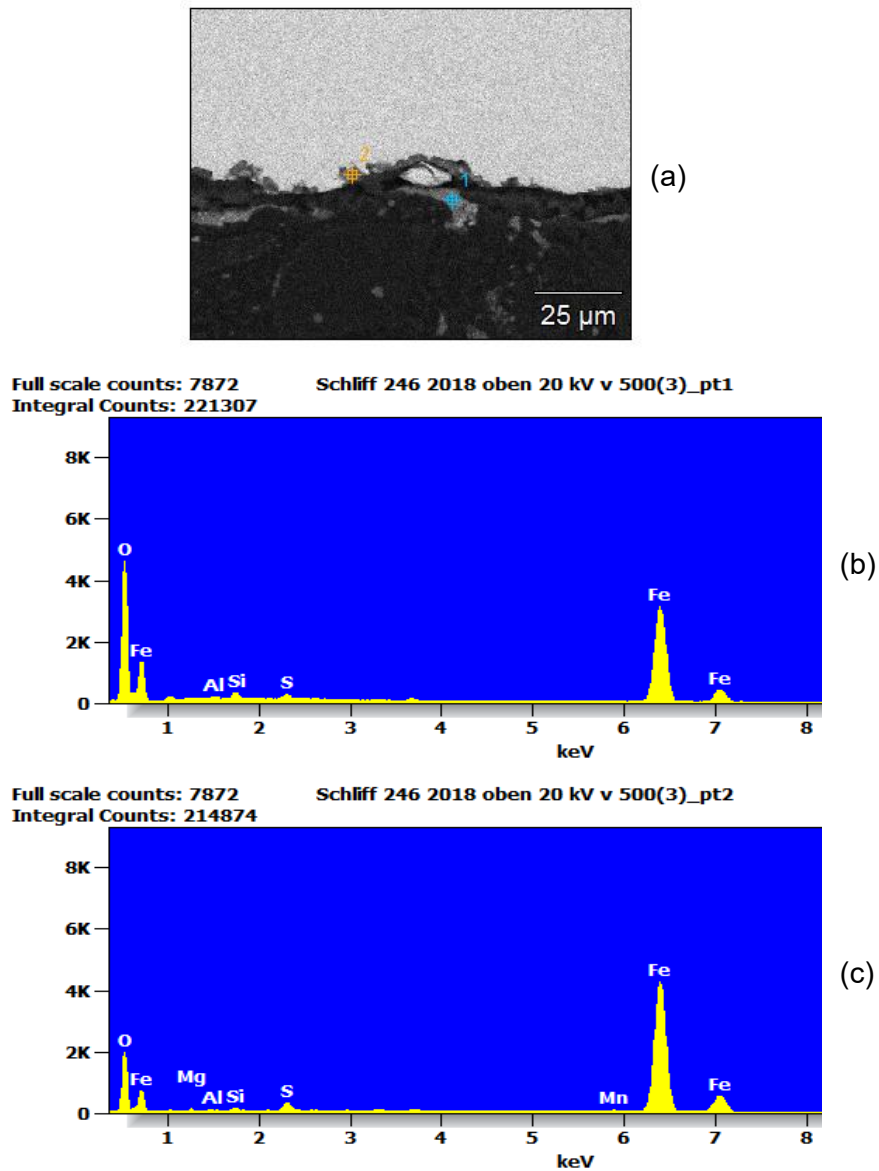 2
1
(a)
25 µm
Full scale counts: 7872 Schliff 246 2018 oben 20 kV v 500(3)_pt1
Integral Counts: 221307
8K
6K
(b)
O
4K
Fe
2K
Fe
Al Si S Fe
0
1 2 3 4 5 6 7 8
keV
Full scale counts: 7872 Schliff 246 2018 oben 20 kV v 500(3)_pt2
Integral Counts: 214874
8K
6K
Fe
(c)
4K
O
2K
Fe Mg Al Si S Mn Fe
0
1 2 3 4 5 6 7 8
keV